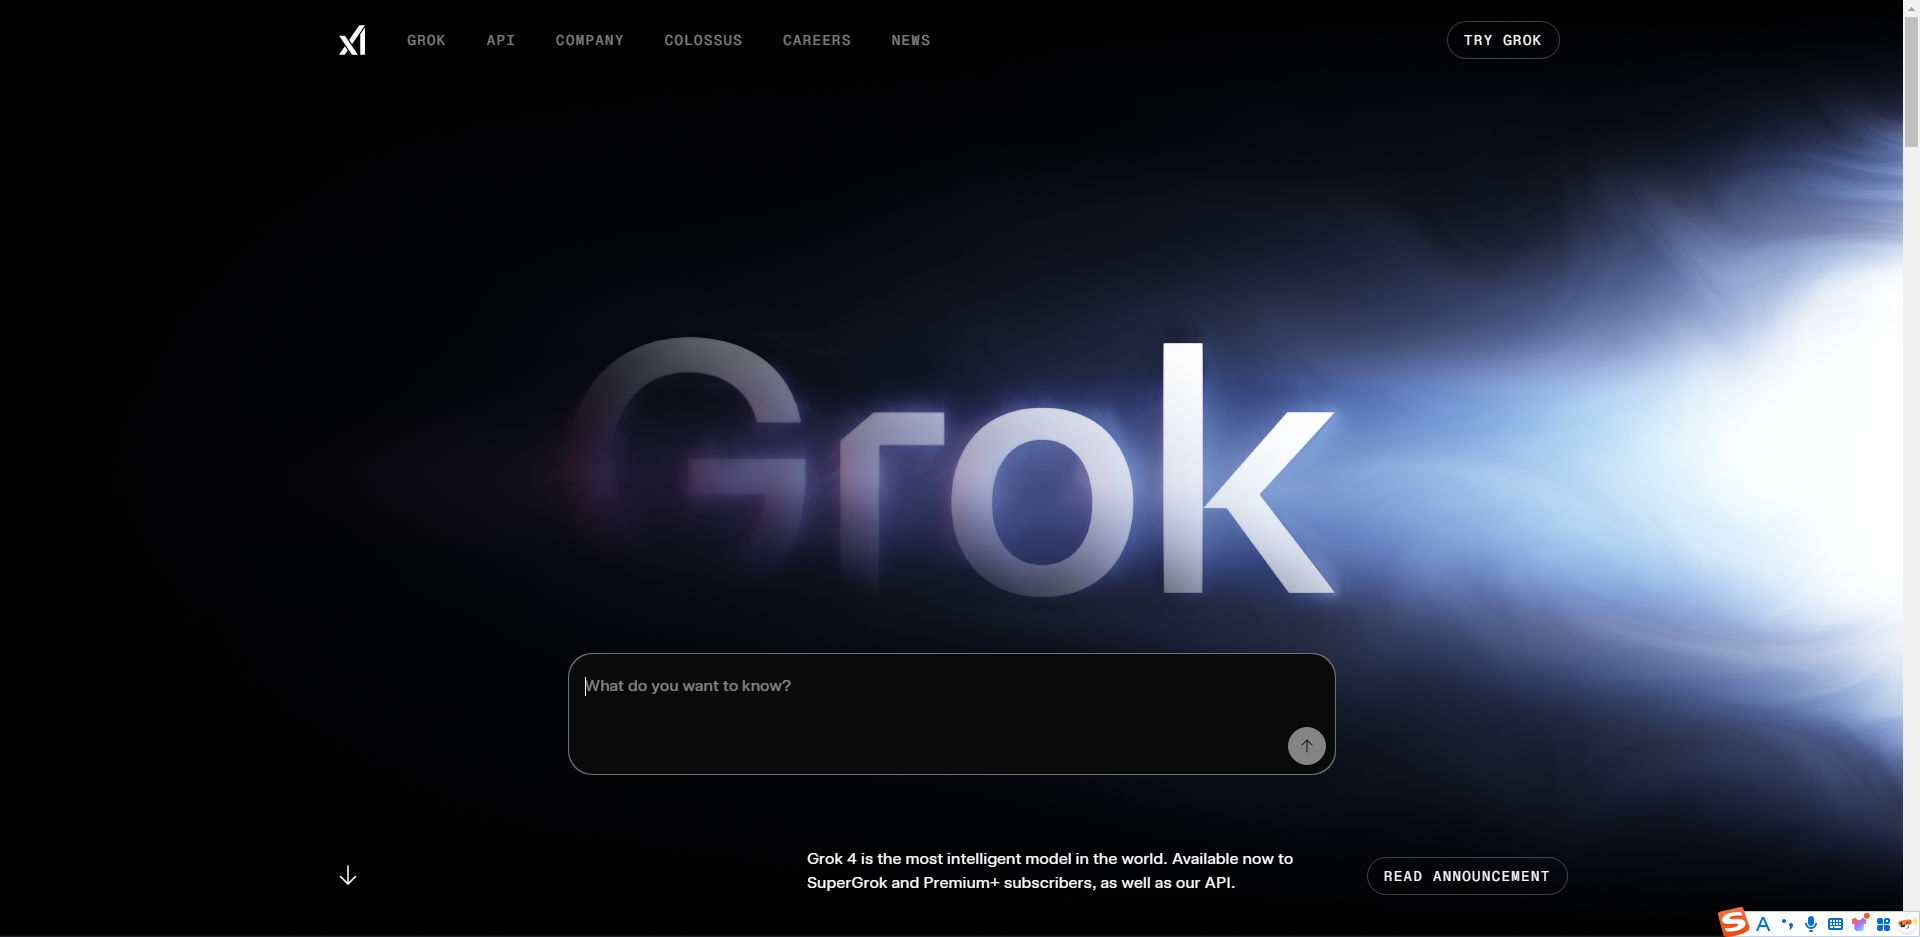 xI
GROK API COMPANY COLOSSUS CAREERS NEWS
TRY GROK
Grok
What do you want to know?
Grok 4 is the most intelligent model in the world. Available now to
SuperGrok and Premium+ subscribers, as well as our API.
READ ANNOUNCEMENT
S A